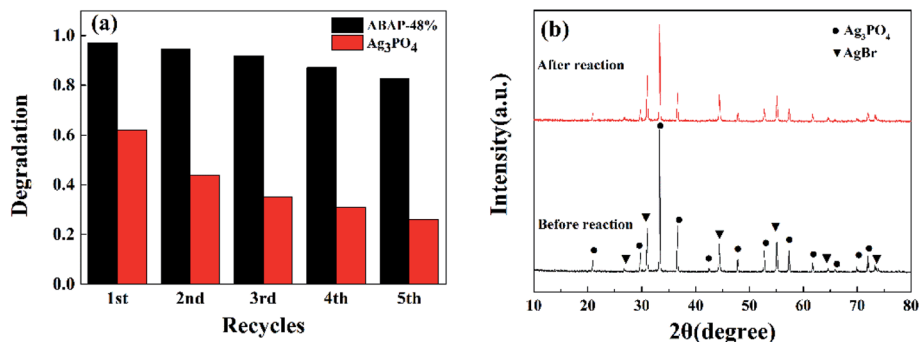 (a)
ABAP-48%
Ag₃PO₄
1.0
0.8
0.6
0.4
0.2
0.0
Degradation
1st 2nd 3rd 4th 5th
Recycles
(b)
Ag₃PO₄
AgBr
After reaction
Before reaction
Intensity(a.u.)
10 20 30 40 50 60 70 80
2θ(degree)